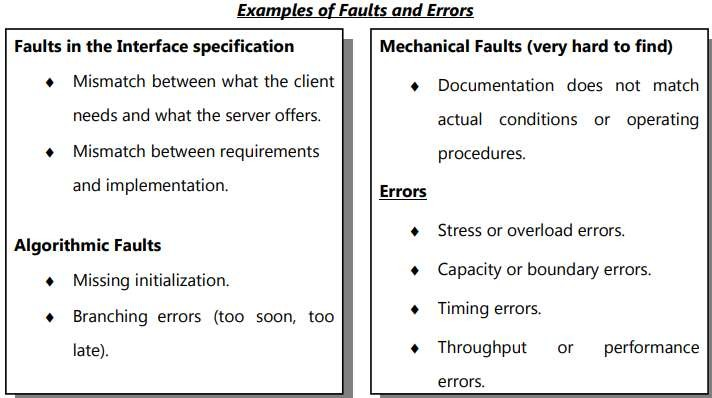 Examples of Faults and Errors
Faults in the Interface specification
♦ Mismatch between what the client
needs and what the server offers.
♦ Mismatch between requirements
and implementation.
Algorithmic Faults
♦ Missing initialization.
♦ Branching errors (too soon, too
late).
Mechanical Faults (very hard to find)
♦ Documentation does not match
actual conditions or operating
procedures.
Errors
♦ Stress or overload errors.
♦ Capacity or boundary errors.
♦ Timing errors.
♦ Throughput or performance
errors.